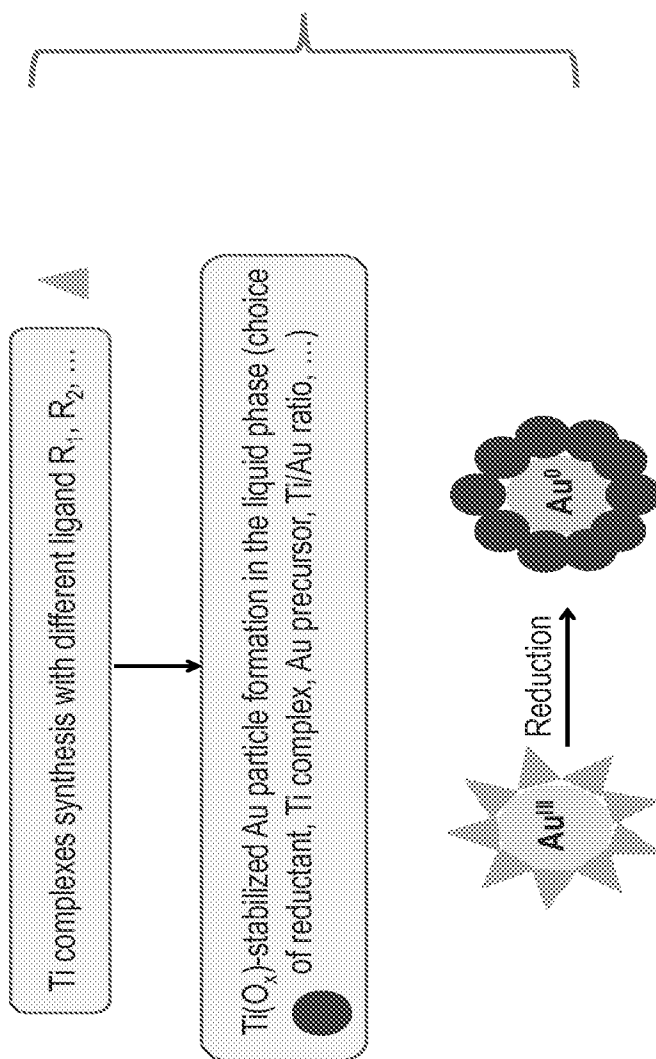 Ti complexes synthesis with different ligand R₁, R₂, ...
Ti(Oₓ)-stabilized Au particle formation in the liquid phase (choice
of reductant, Ti complex, Au precursor, Ti/Au ratio, ...)
Reduction
Auᴵᴵᴵ
Au⁰